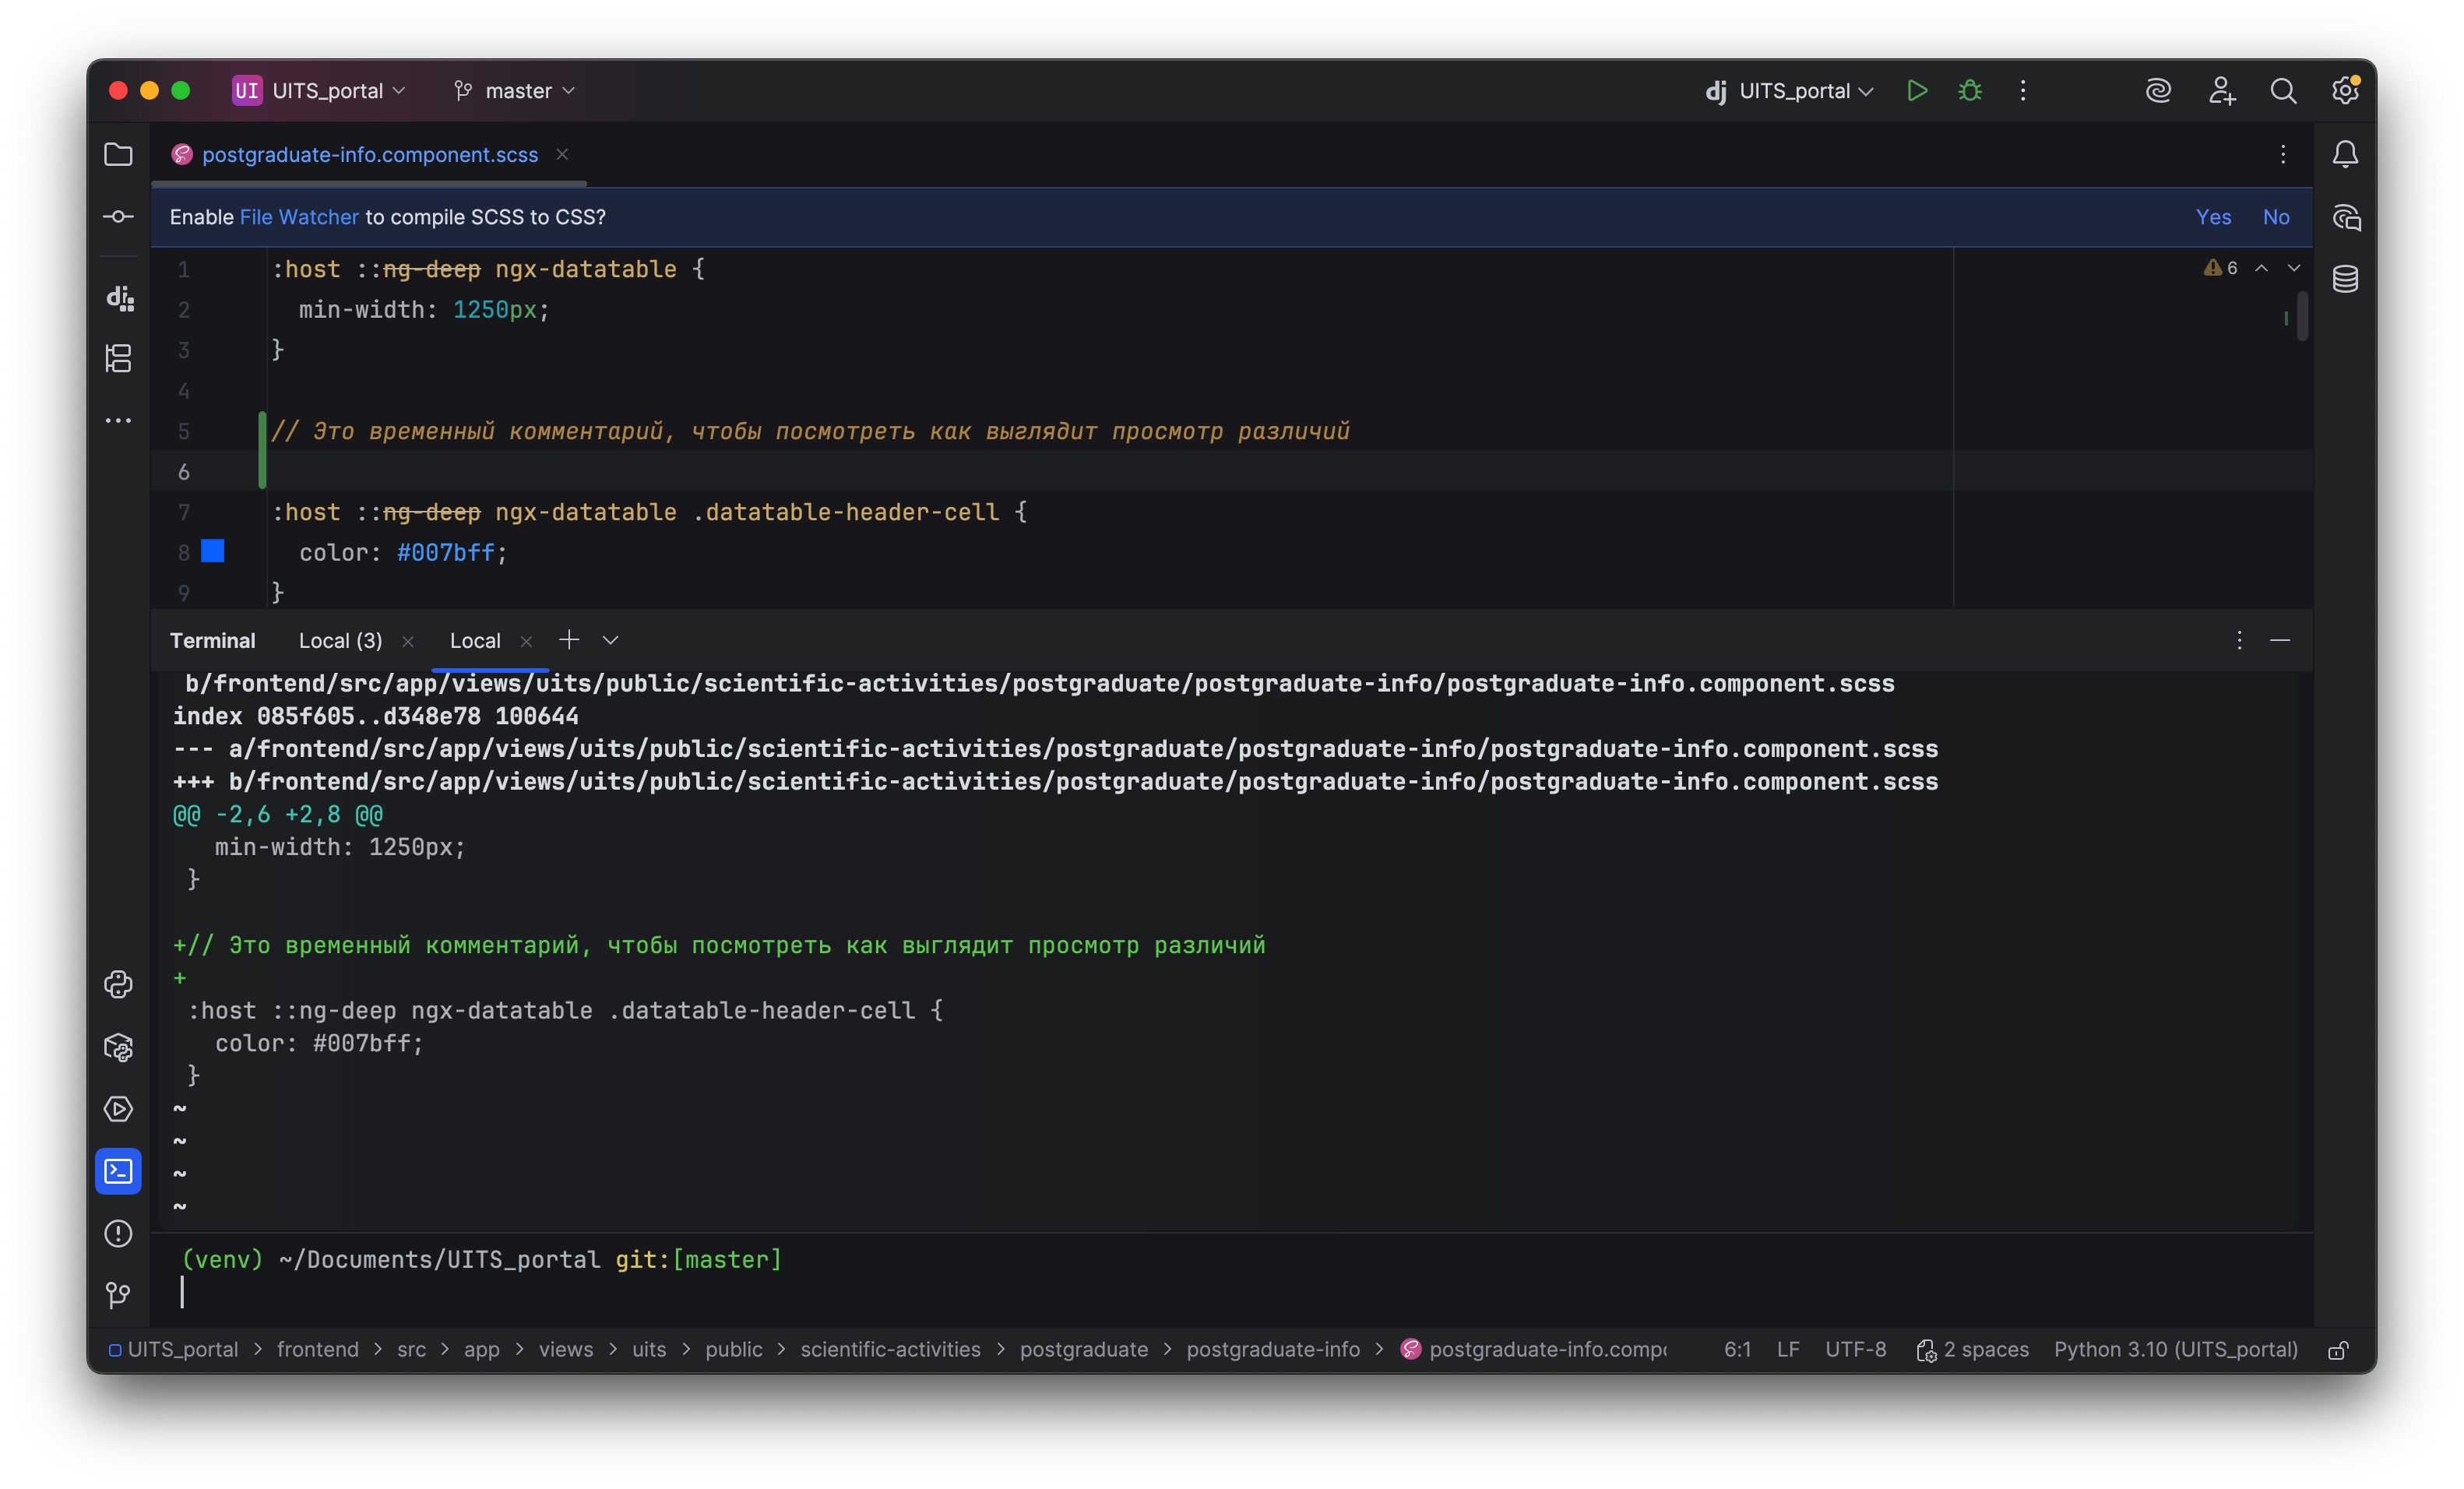 UI UITS_portal master dj UITS_portal
postgraduate-info.component.scss
Enable File Watcher to compile SCSS to CSS? Yes No
1 :host ::ng-deep ngx-datatable { 6
2 min-width: 1250px;
3 }
4
5 // Это временный комментарий, чтобы посмотреть как выглядит просмотр различий
6
7 :host ::ng-deep ngx-datatable .datatable-header-cell {
8 color: #007bff;
9 }
Terminal Local (3) Local
b/frontend/src/app/views/uits/public/scientific-activities/postgraduate/postgraduate-info/postgraduate-info.component.scss
index 085f605..d348e78 100644
--- a/frontend/src/app/views/uits/public/scientific-activities/postgraduate/postgraduate-info/postgraduate-info.component.scss
+++ b/frontend/src/app/views/uits/public/scientific-activities/postgraduate/postgraduate-info/postgraduate-info.component.scss
@@ -2,6 +2,8 @@
min-width: 1250px;
}
+// Это временный комментарий, чтобы посмотреть как выглядит просмотр различий
+
:host ::ng-deep ngx-datatable .datatable-header-cell {
color: #007bff;
}
~
~
~
~
(venv) ~/Documents/UITS_portal git:[master]
UITS_portal > frontend > src > app > views > uits > public > scientific-activities > postgraduate > postgraduate-info > postgraduate-info.comp 6:1 LF UTF-8 2 spaces Python 3.10 (UITS_portal)